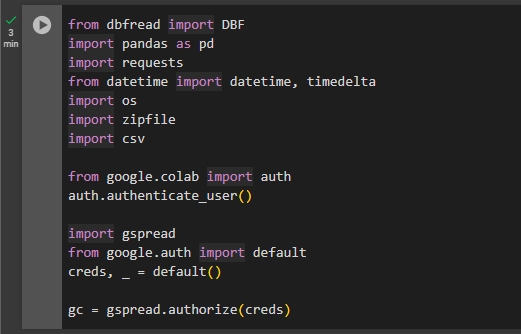 3
min
from dbfread import DBF
import pandas as pd
import requests
from datetime import datetime, timedelta
import os
import zipfile
import csv
from google.colab import auth
auth.authenticate_user()
import gspread
from google.auth import default
creds, _ = default()
gc = gspread.authorize(creds)